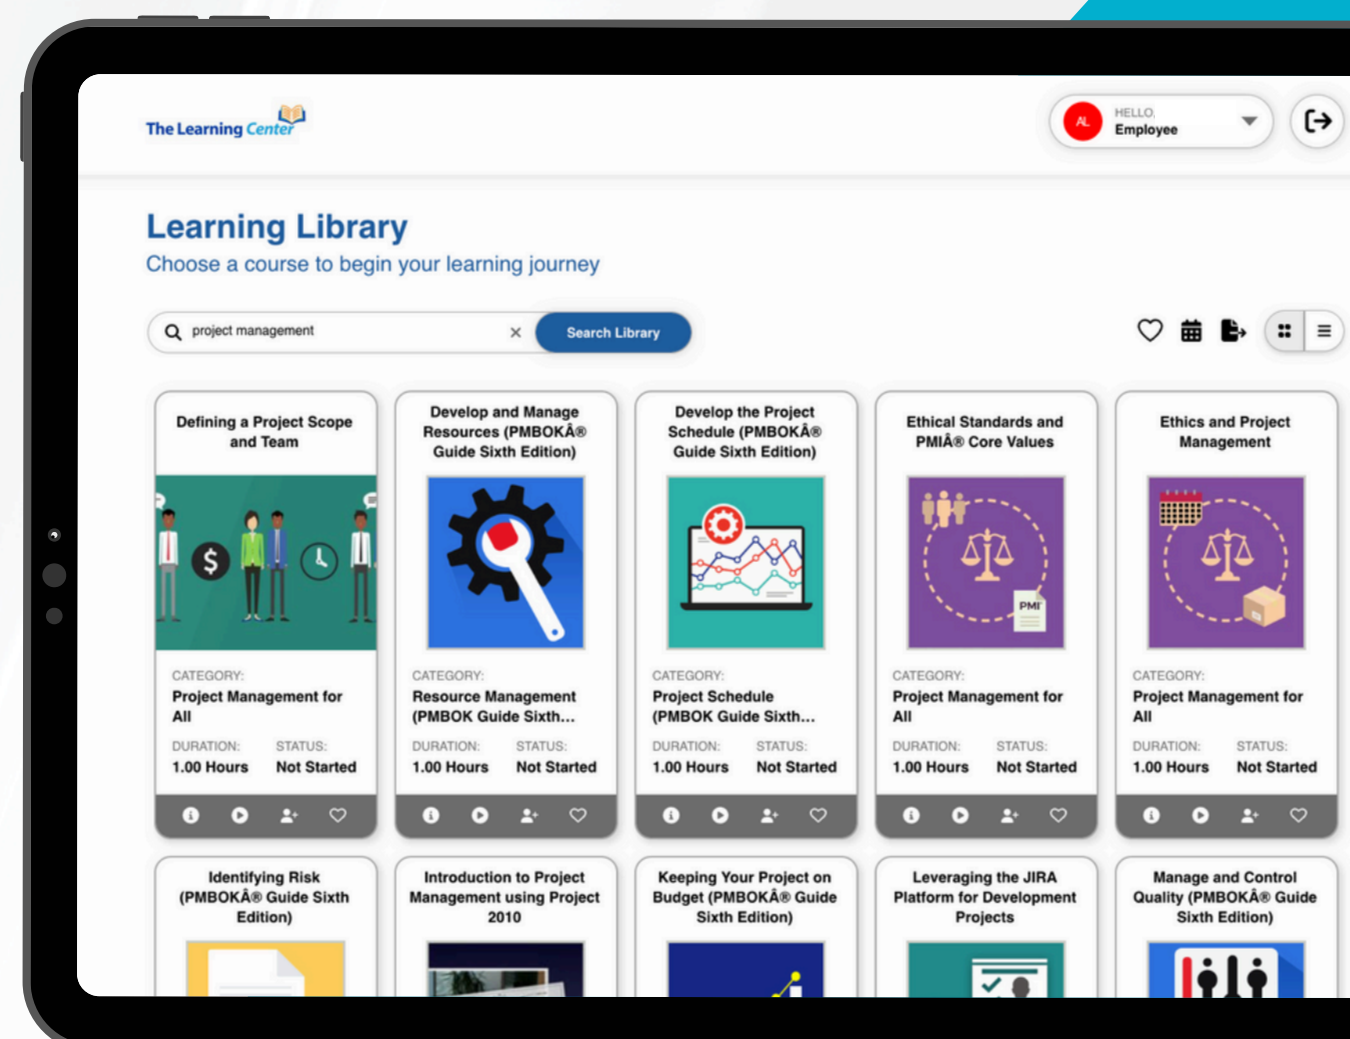 The Learning Center
AL
HELLO,
Employee
Learning Library
Choose a course to begin your learning journey
project management
Search Library
Defining a Project Scope
and Team
CATEGORY:
Project Management for
All
DURATION: STATUS:
1.00 Hours Not Started
Develop and Manage
Resources (PMBOKÂ®
Guide Sixth Edition)
CATEGORY:
Resource Management
(PMBOK Guide Sixth...
DURATION: STATUS:
1.00 Hours Not Started
Develop the Project
Schedule (PMBOKÂ®
Guide Sixth Edition)
CATEGORY:
Project Schedule
(PMBOK Guide Sixth...
DURATION: STATUS:
1.00 Hours Not Started
Ethical Standards and
PMIÂ® Core Values
PMI
CATEGORY:
Project Management for
All
DURATION: STATUS:
1.00 Hours Not Started
Ethics and Project
Management
CATEGORY:
Project Management for
All
DURATION: STATUS:
1.00 Hours Not Started
Identifying Risk
(PMBOKÂ® Guide Sixth
Edition)
Introduction to Project
Management using Project
2010
Keeping Your Project on
Budget (PMBOKÂ® Guide
Sixth Edition)
Leveraging the JIRA
Platform for Development
Projects
Manage and Control
Quality (PMBOKÂ® Guide
Sixth Edition)